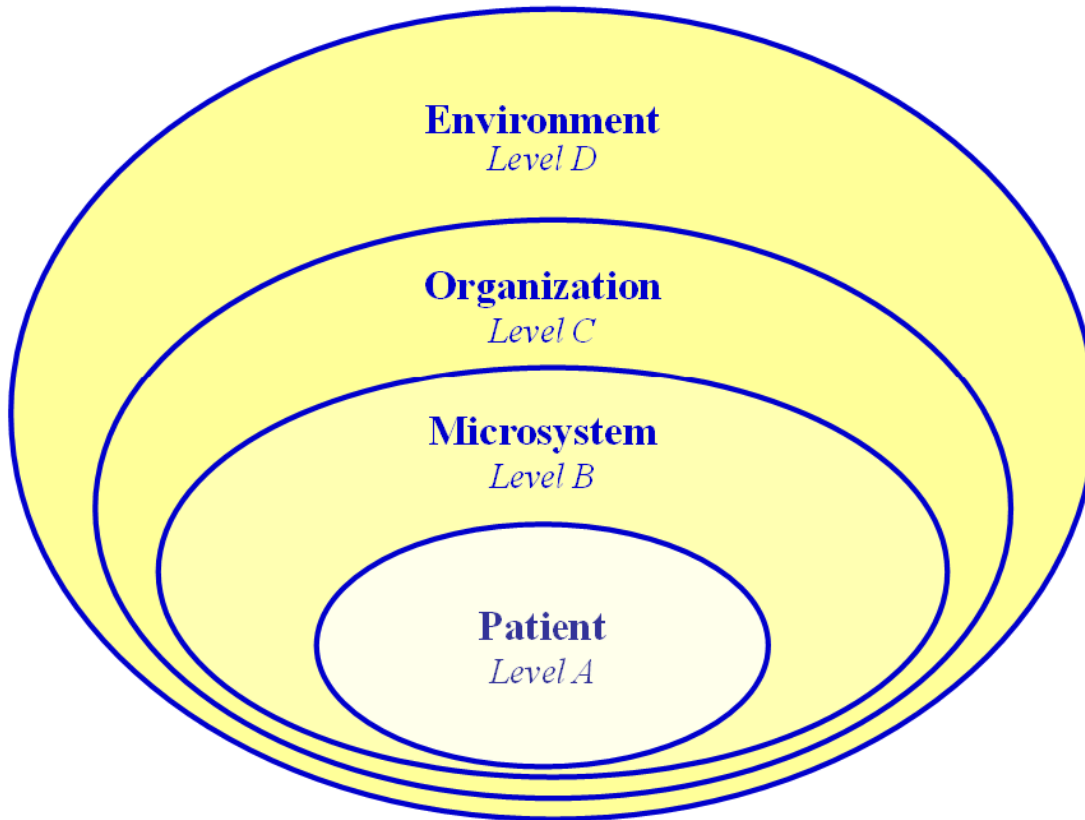 Environment
Level D
Organization
Level C
Microsystem
Level B
Patient
Level A